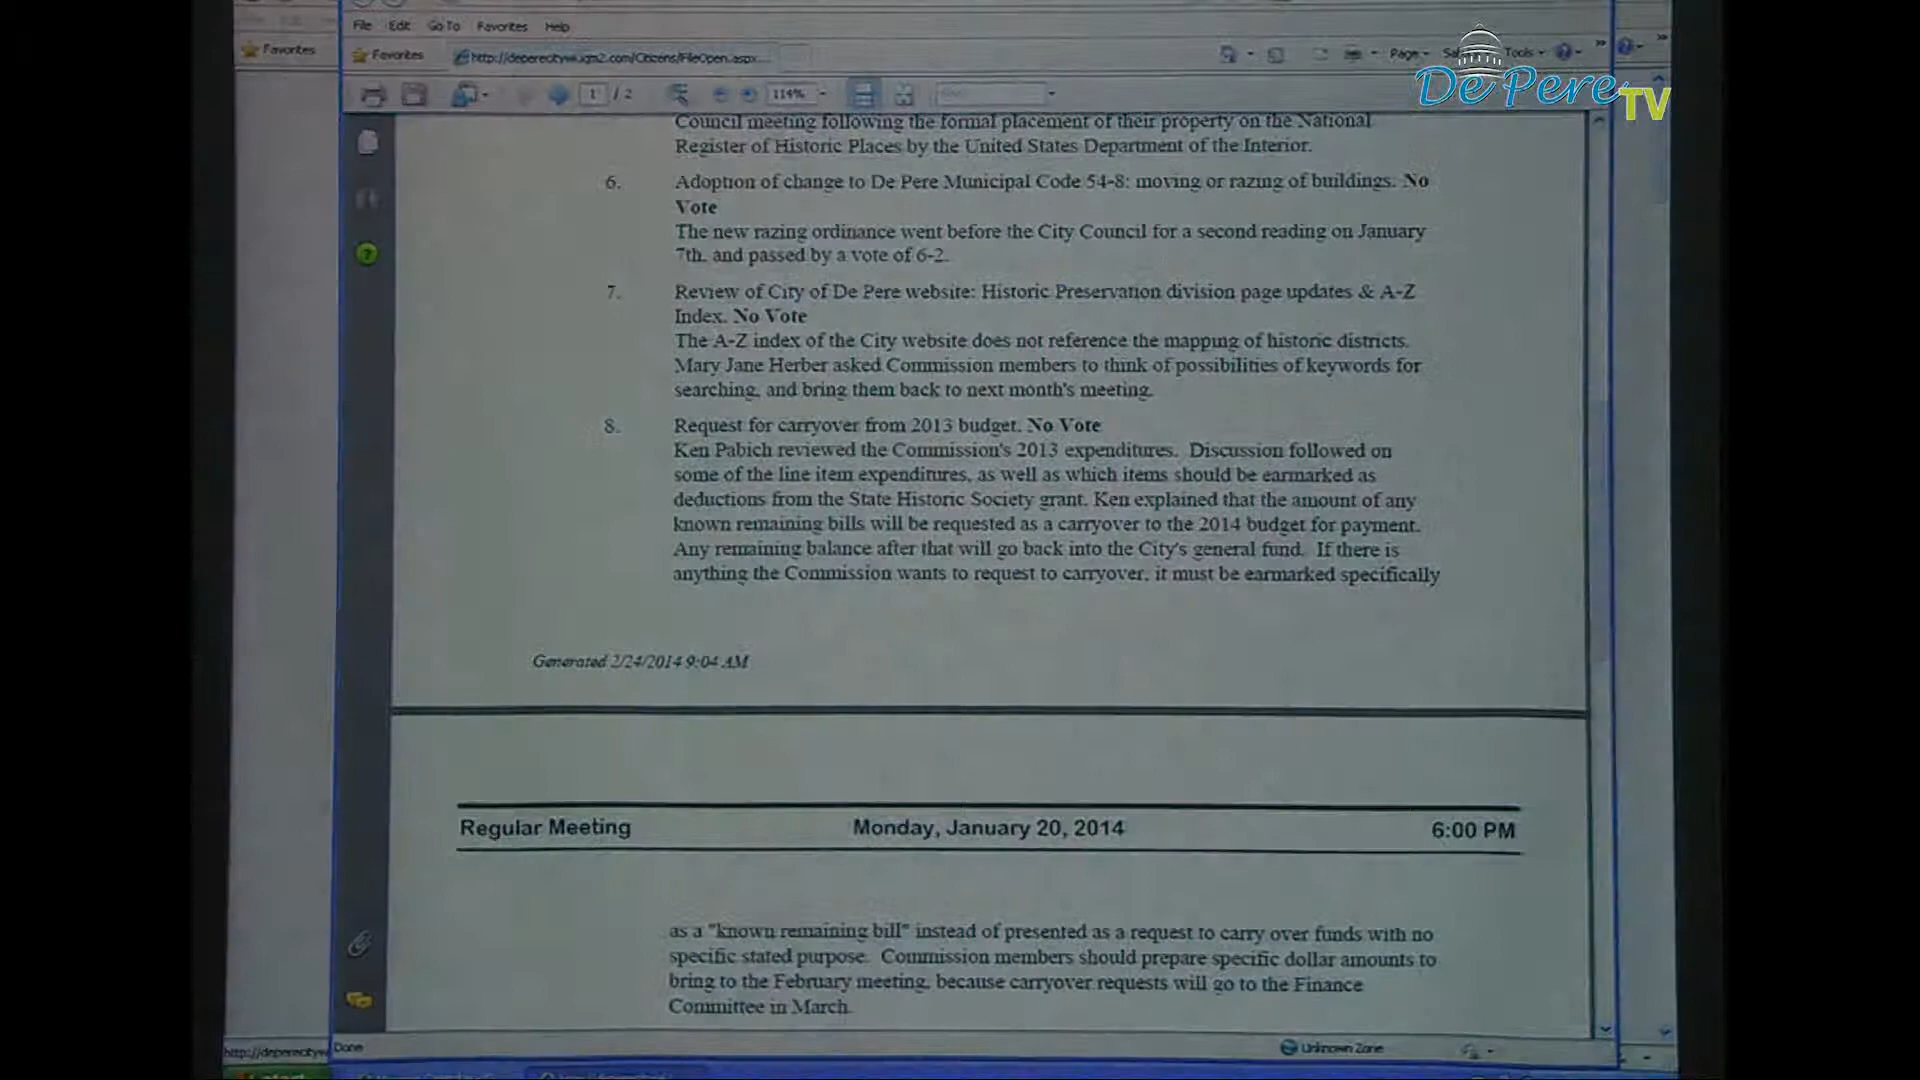 File Edit Go To Favorites Help
Favorites
Favorites
Page
Tools
De Pere TV
1 / 2
114%
Council meeting following the formal placement of their property on the National
Register of Historic Places by the United States Department of the Interior.
6. Adoption of change to De Pere Municipal Code 54-8: moving or razing of buildings. No
Vote
The new razing ordinance went before the City Council for a second reading on January
7th, and passed by a vote of 6-2.
7. Review of City of De Pere website: Historic Preservation division page updates & A-Z
Index. No Vote
The A-Z index of the City website does not reference the mapping of historic districts.
Mary Jane Herber asked Commission members to think of possibilities of keywords for
searching, and bring them back to next month's meeting.
8. Request for carryover from 2013 budget. No Vote
Ken Pabich reviewed the Commission's 2013 expenditures. Discussion followed on
some of the line item expenditures, as well as which items should be earmarked as
deductions from the State Historic Society grant. Ken explained that the amount of any
known remaining bills will be requested as a carryover to the 2014 budget for payment.
Any remaining balance after that will go back into the City's general fund. If there is
anything the Commission wants to request to carryover, it must be earmarked specifically
Generated 2/24/2014 9:04 AM
Regular Meeting Monday, January 20, 2014 6:00 PM
as a "known remaining bill" instead of presented as a request to carry over funds with no
specific stated purpose. Commission members should prepare specific dollar amounts to
bring to the February meeting, because carryover requests will go to the Finance
Committee in March.
Done
Unknown Zone